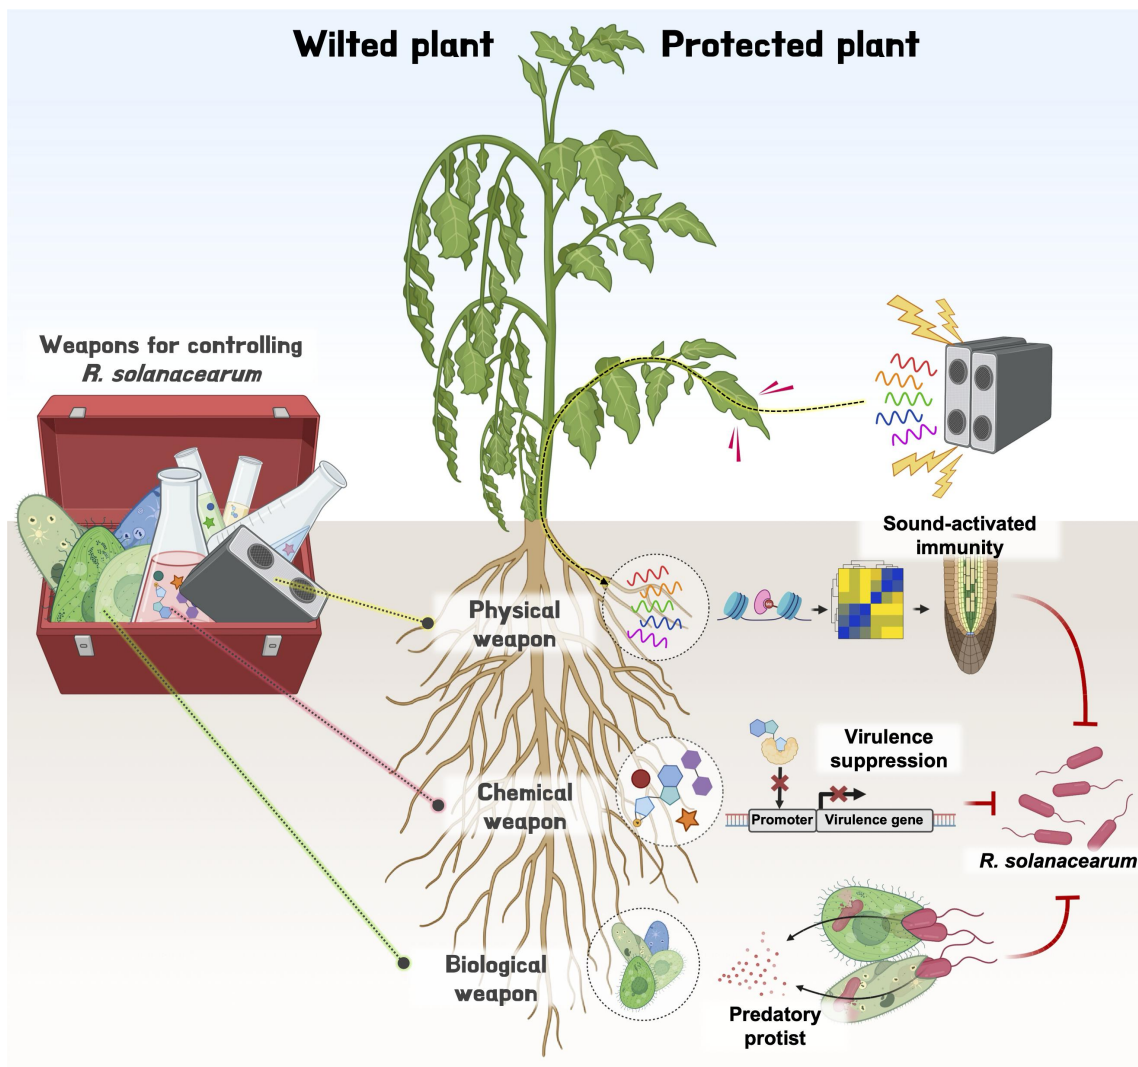 Wilted plant
Protected plant
Weapons for controlling
R. solanacearum
Sound-activated
immunity
Physical
weapon
Virulence
suppression
Chemical
weapon
Promoter
Virulence gene
R. solanacearum
Biological
weapon
Predatory
protist